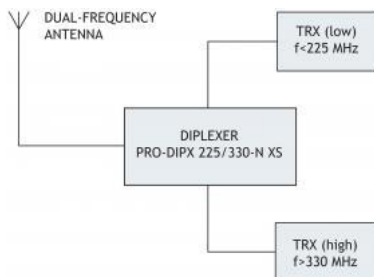 DUAL-FREQUENCY
ANTENNA
TRX (low)
f<225 MHz
DIPLEXER
PRO-DIPX 225/330-N XS
TRX (high)
f>330 MHz